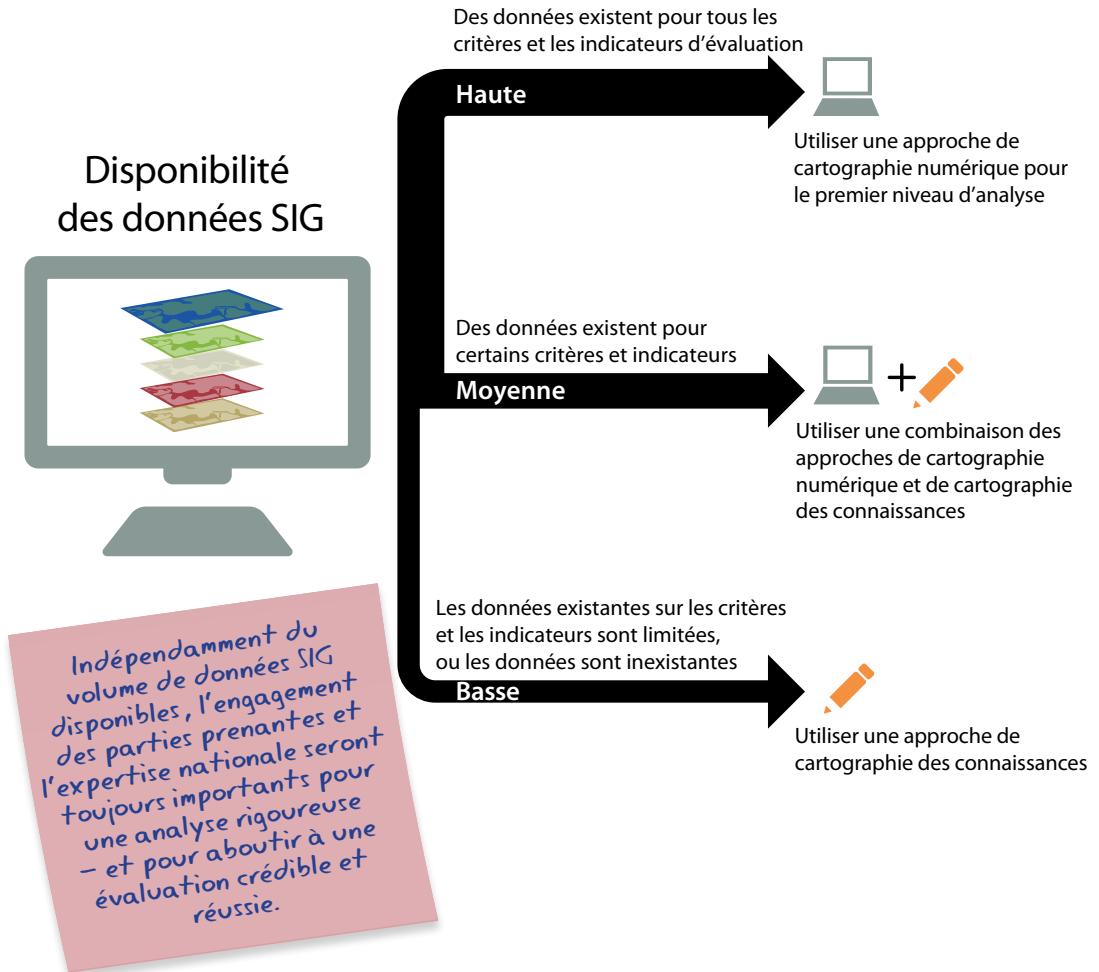 Disponibilité
des données SIG
Des données existent pour tous les
critères et les indicateurs d'évaluation
Haute
Utiliser une approche de
cartographie numérique pour
le premier niveau d'analyse
Des données existent pour
certains critères et indicateurs
Moyenne
+
Utiliser une combinaison des
approches de cartographie
numérique et de cartographie
des connaissances
Les données existantes sur les critères
et les indicateurs sont limitées,
ou les données sont inexistantes
Basse
Utiliser une approche de
cartographie des connaissances
Indépendamment du
volume de données SIG
disponibles, l'engagement
des parties prenantes et
l'expertise nationale seront
toujours importants pour
une analyse rigoureuse
– et pour aboutir à une
évaluation crédible et
réussie.